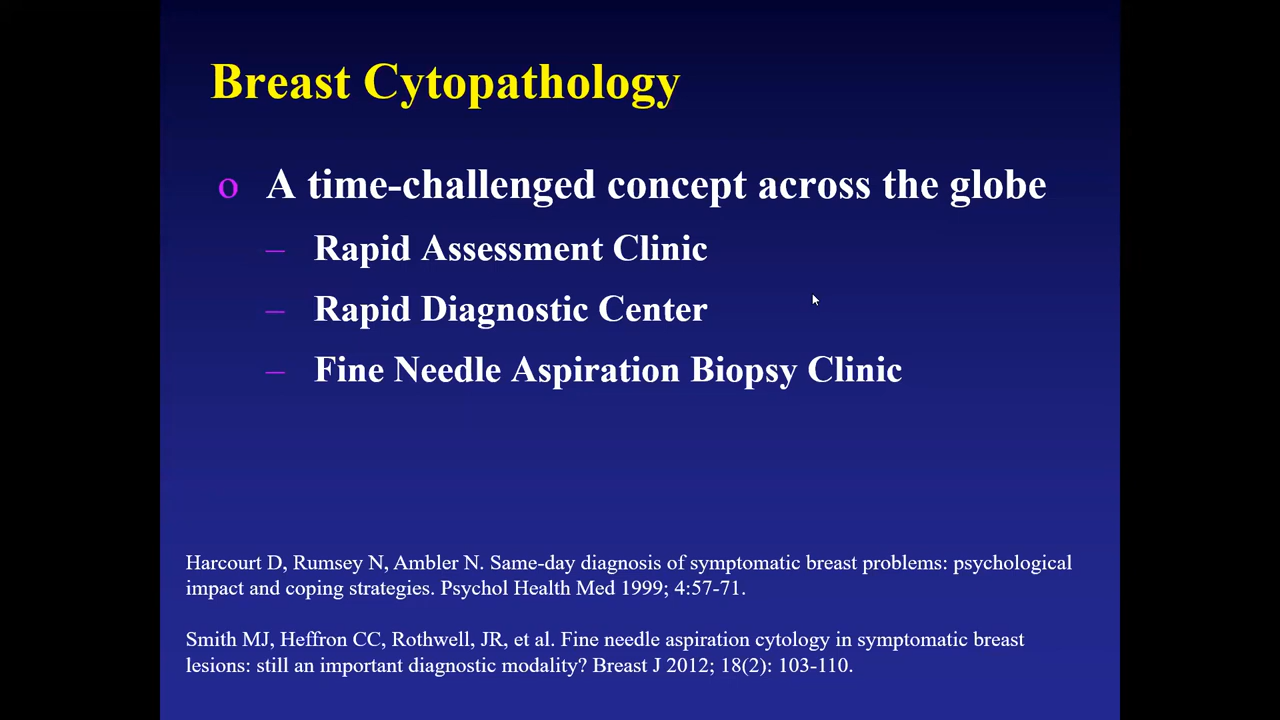 Breast Cytopathology
o A time-challenged concept across the globe
– Rapid Assessment Clinic
– Rapid Diagnostic Center
– Fine Needle Aspiration Biopsy Clinic
Harcourt D, Rumsey N, Ambler N. Same-day diagnosis of symptomatic breast problems: psychological
impact and coping strategies. Psychol Health Med 1999; 4:57-71.
Smith MJ, Heffron CC, Rothwell, JR, et al. Fine needle aspiration cytology in symptomatic breast
lesions: still an important diagnostic modality? Breast J 2012; 18(2): 103-110.